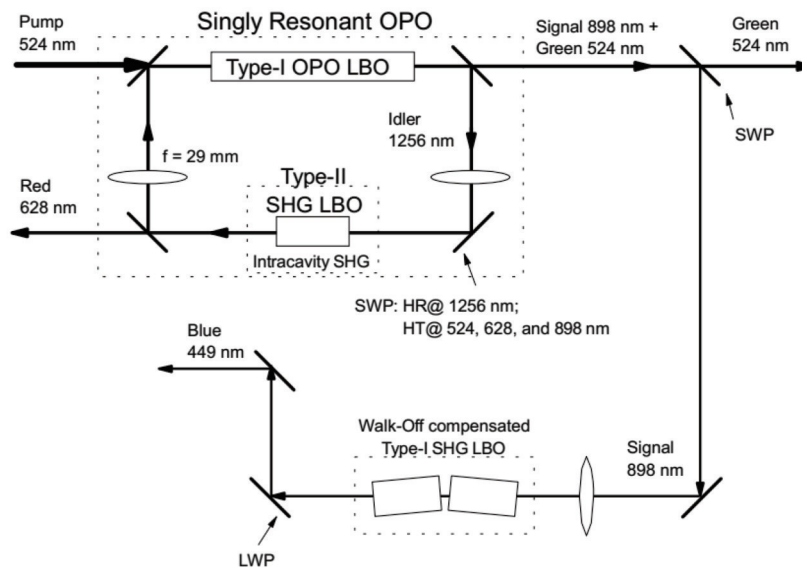 Singly Resonant OPO
Pump
524 nm
Signal 898 nm +
Green 524 nm
Green
524 nm
Type-I OPO LBO
Idler
1256 nm
SWP
f = 29 mm
Type-II
SHG LBO
Intracavity SHG
Red
628 nm
SWP: HR@ 1256 nm;
HT@ 524, 628, and 898 nm
Blue
449 nm
Walk-Off compensated
Type-I SHG LBO
Signal
898 nm
LWP